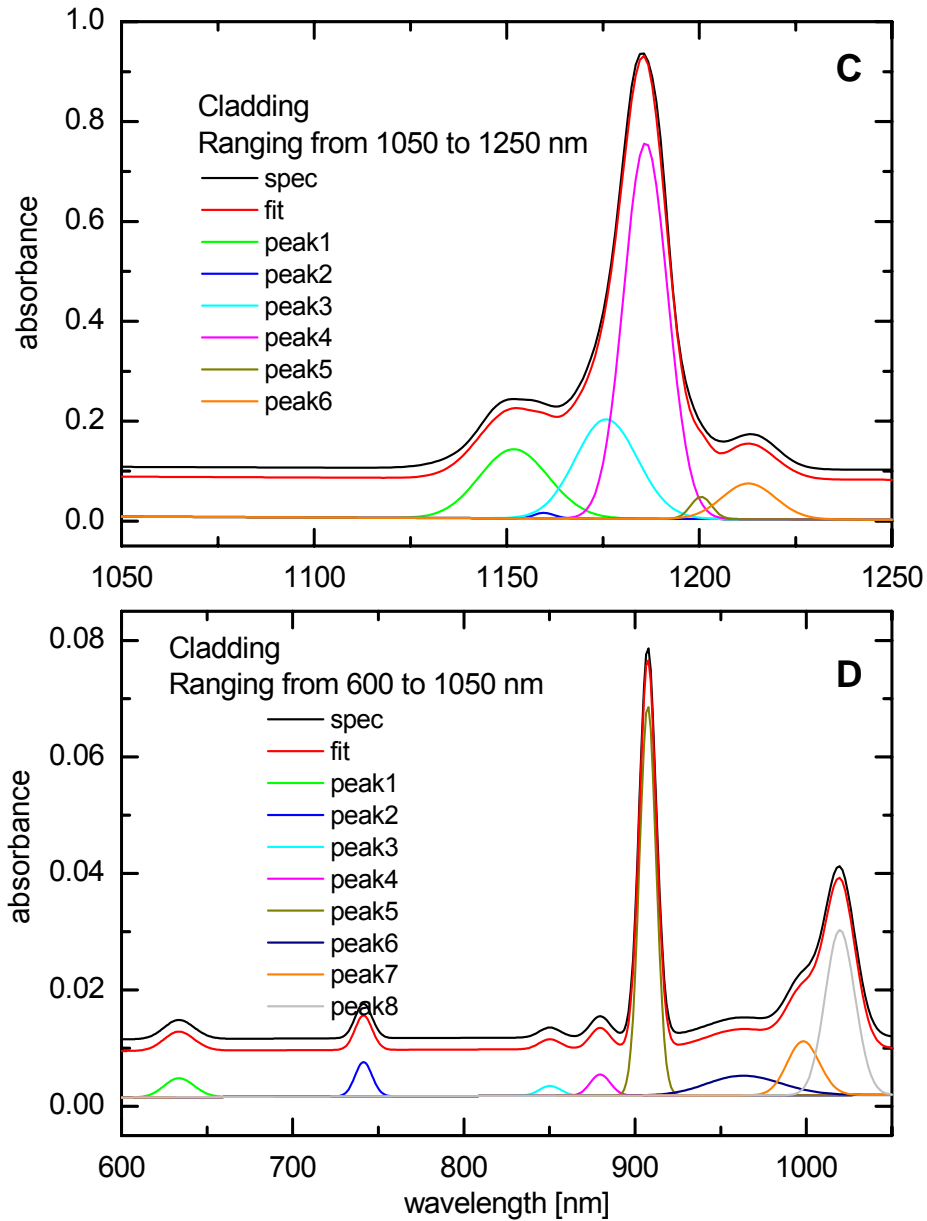 1.0
0.8
0.6
0.4
0.2
0.0
absorbance
C
Cladding
Ranging from 1050 to 1250 nm
spec
fit
peak1
peak2
peak3
peak4
peak5
peak6
1050 1100 1150 1200 1250
0.08
0.06
0.04
0.02
0.00
absorbance
D
Cladding
Ranging from 600 to 1050 nm
spec
fit
peak1
peak2
peak3
peak4
peak5
peak6
peak7
peak8
600 700 800 900 1000
wavelength [nm]